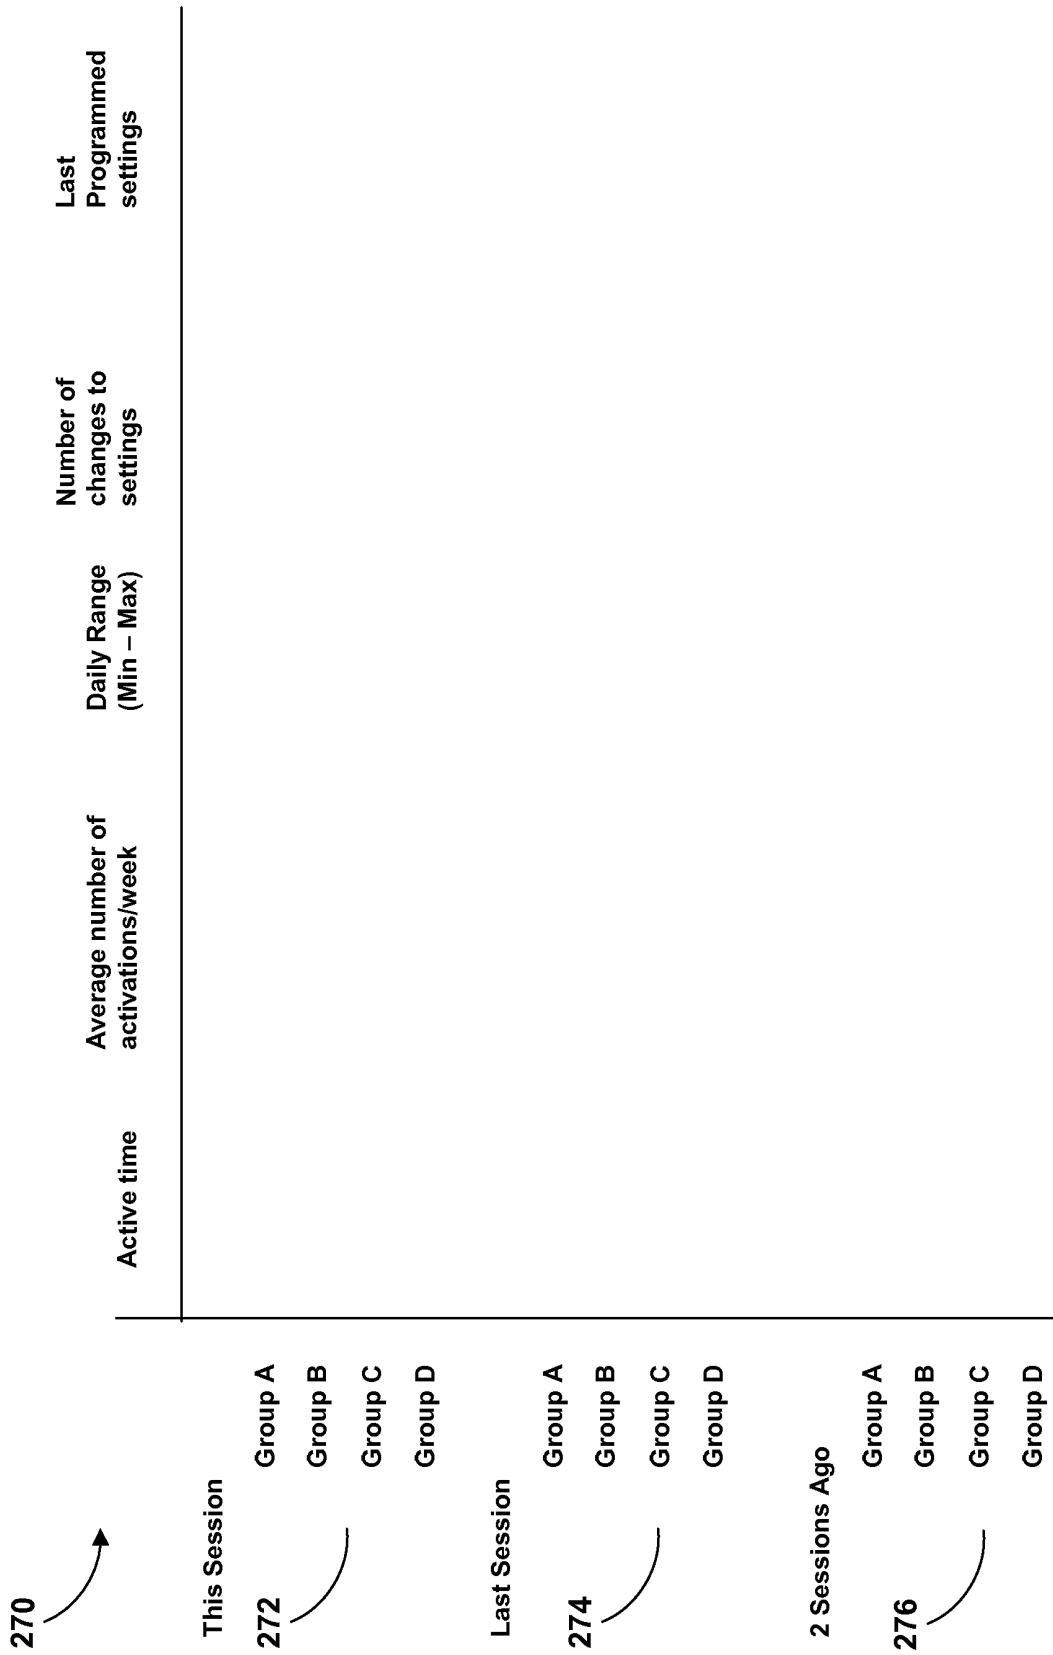 270
Active time
Average number of
activations/week
Daily Range
(Min – Max)
Number of
changes to
settings
Last
Programmed
settings
This Session
272
Group A
Group B
Group C
Group D
Last Session
274
Group A
Group B
Group C
Group D
2 Sessions Ago
276
Group A
Group B
Group C
Group D